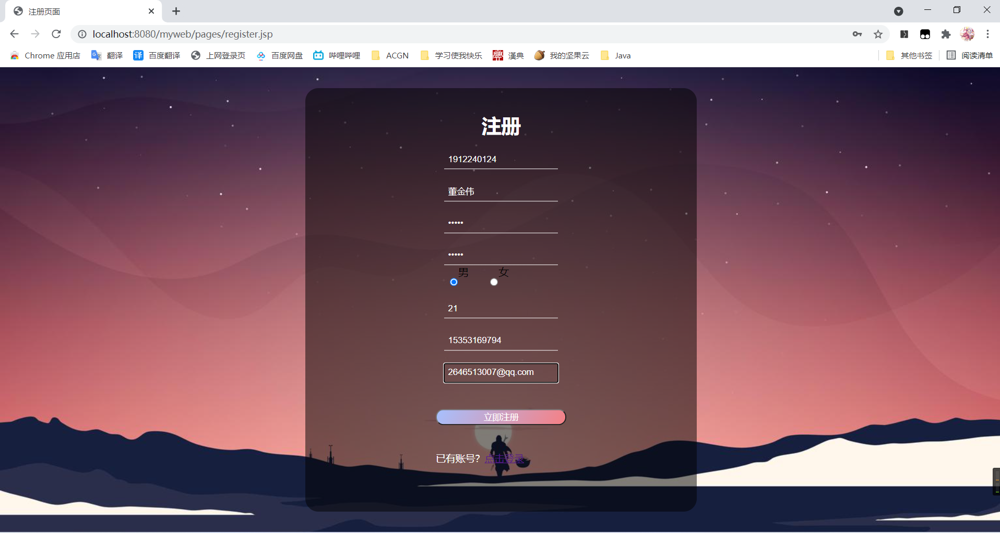 注册页面
localhost:8080/myweb/pages/register.jsp
Chrome 应用店 翻译 百度翻译 上网登录页 百度网盘 哔哩哔哩 ACGN 学习使我快乐 漢典 我的坚果云 Java 其他书签 阅读清单
注册
1912240124
董金伟
•••••
•••••
男 女
21
15353169794
2646513007@qq.com
立即注册
已有账号？点击登录